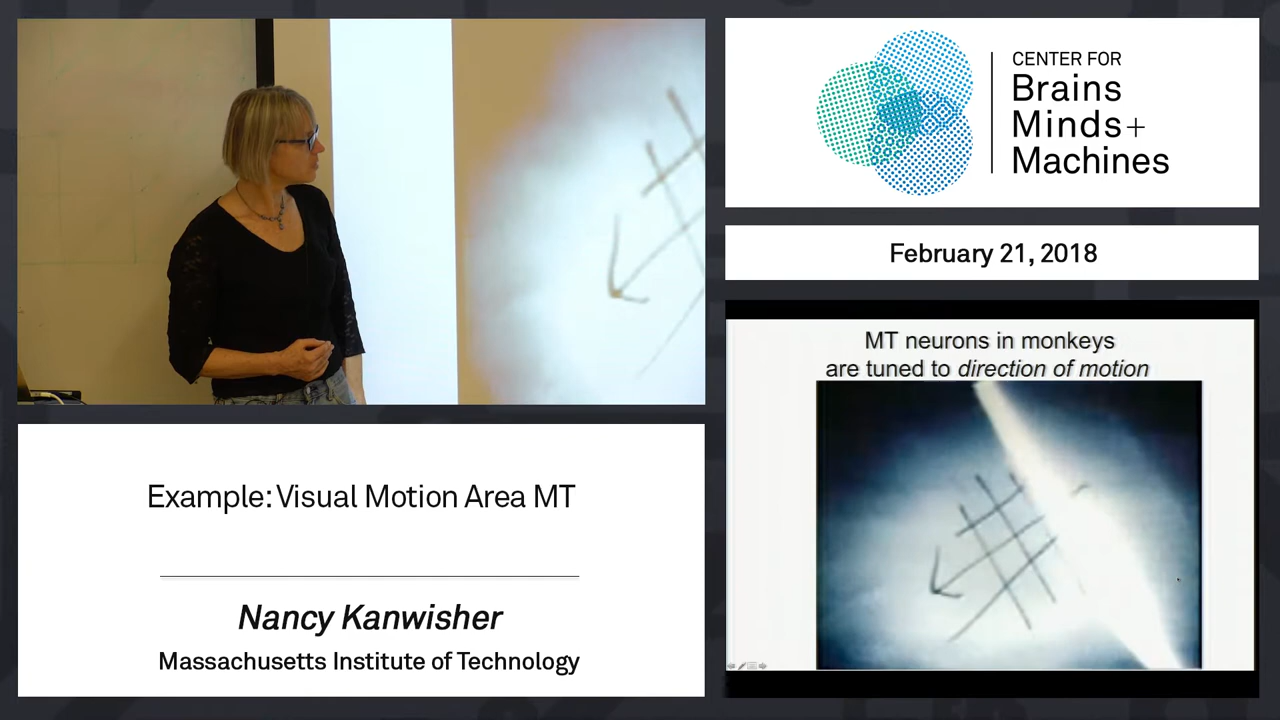 CENTER FOR
Brains
Minds+
Machines
February 21, 2018
MT neurons in monkeys
are tuned to direction of motion
Example: Visual Motion Area MT
Nancy Kanwisher
Massachusetts Institute of Technology